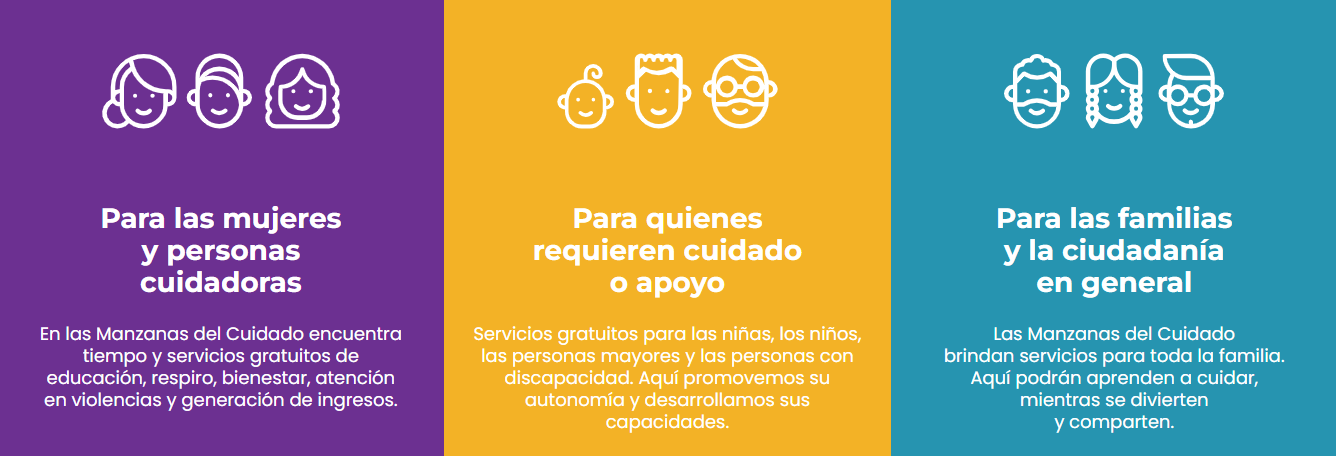 Para las mujeres
y personas
cuidadoras
En las Manzanas del Cuidado encuentra
tiempo y servicios gratuitos de
educación, respiro, bienestar, atención
en violencias y generación de ingresos.
Para quienes
requieren cuidado
o apoyo
Servicios gratuitos para las niñas, los niños,
las personas mayores y las personas con
discapacidad. Aquí promovemos su
autonomía y desarrollamos sus
capacidades.
Para las familias
y la ciudadanía
en general
Las Manzanas del Cuidado
brindan servicios para toda la familia.
Aquí podrán aprenden a cuidar,
mientras se divierten
y comparten.